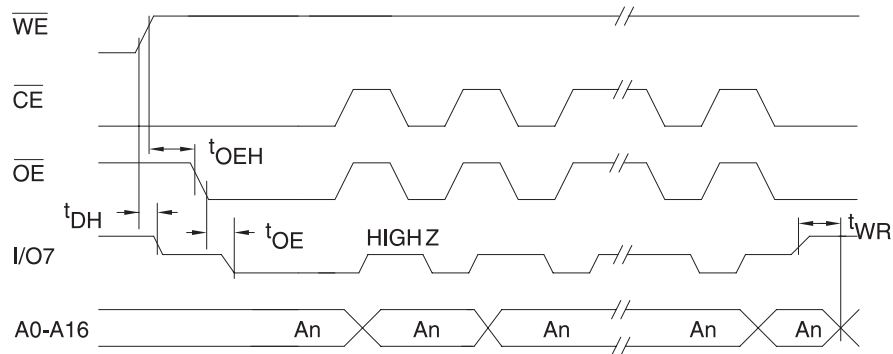 WE
CE
tOEH
OE
tDH
tOE
HIGH Z
tWR
I/O7
A0-A16
An An An An An